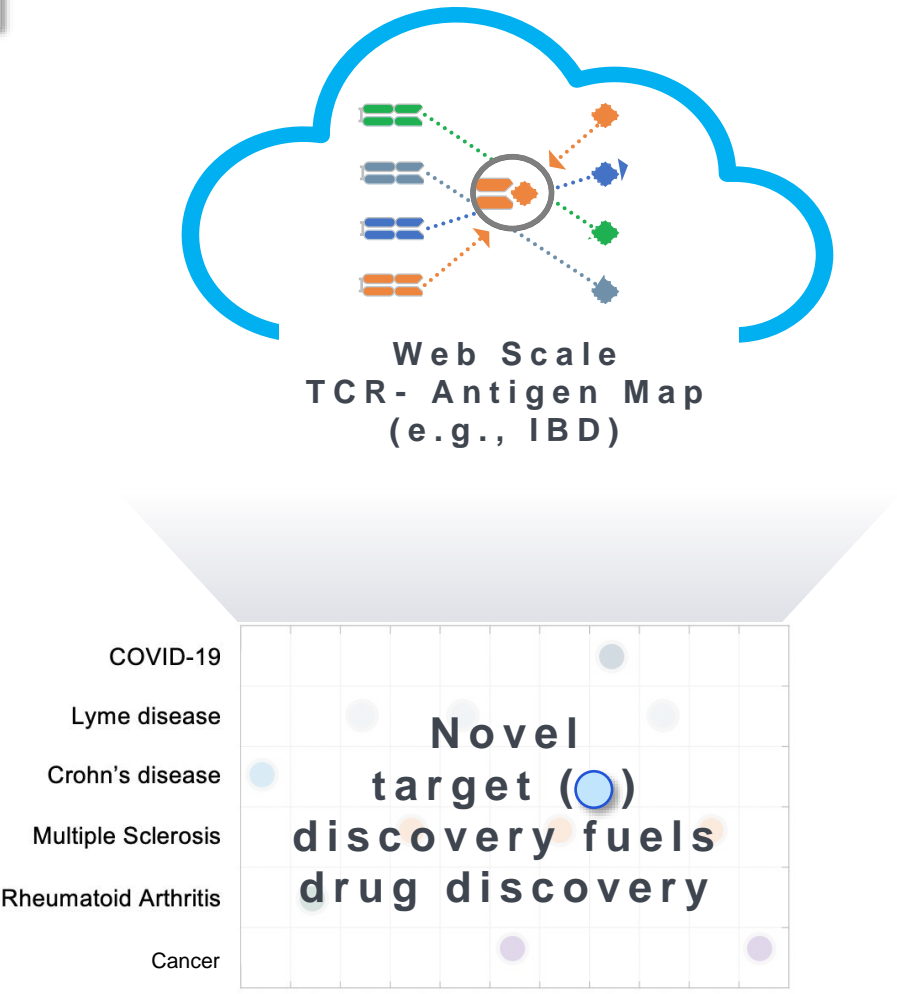 Web Scale
TCR- Antigen Map
(e.g., IBD)
COVID-19
Lyme disease
Crohn’s disease
Multiple Sclerosis
Rheumatoid Arthritis
Cancer
Novel
target ( )
discovery fuels
drug discovery